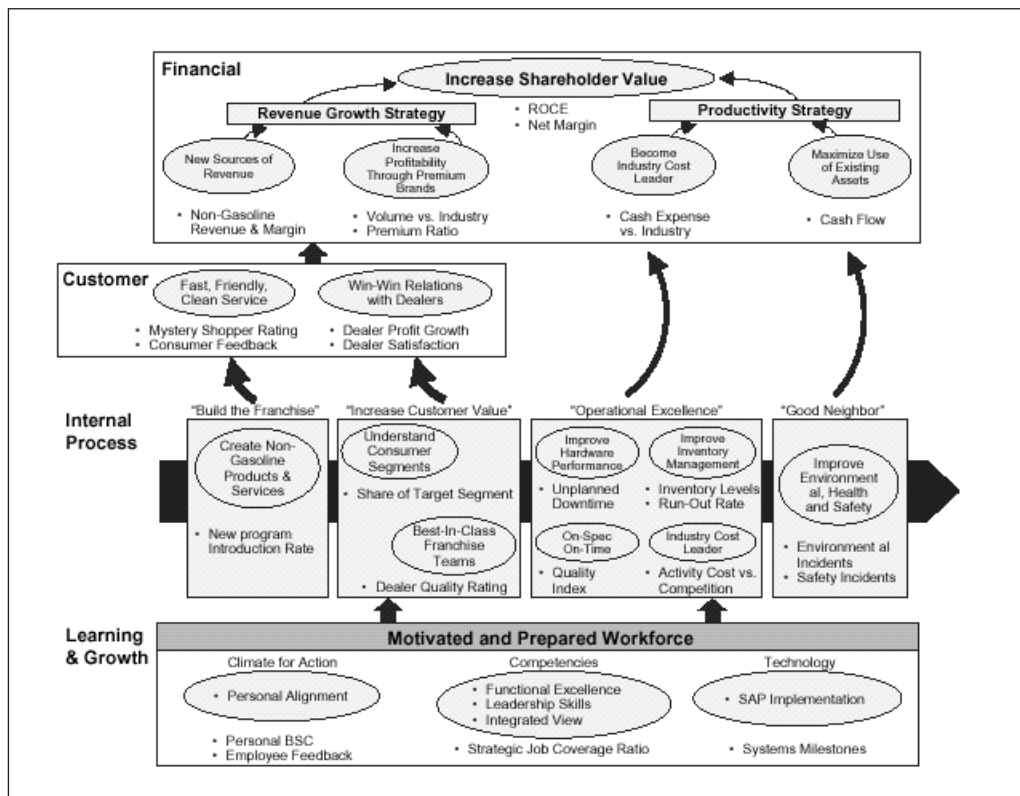 Financial
Increase Shareholder Value
• ROCE
• Net Margin
Revenue Growth Strategy
Productivity Strategy
New Sources of
Revenue
Increase
Profitability
Through Premium
Brands
Become
Industry Cost
Leader
Maximize Use
of Existing
Assets
• Non-Gasoline
Revenue & Margin
• Volume vs. Industry
• Premium Ratio
• Cash Expense
vs. Industry
• Cash Flow
Customer
Fast, Friendly,
Clean Service
Win-Win Relations
with Dealers
• Mystery Shopper Rating
• Consumer Feedback
• Dealer Profit Growth
• Dealer Satisfaction
Internal
Process
"Build the Franchise"
"Increase Customer Value"
"Operational Excellence"
"Good Neighbor"
Create Non-
Gasoline
Products &
Services
• New program
Introduction Rate
Understand
Consumer
Segments
• Share of Target Segment
Best-In-Class
Franchise
Teams
• Dealer Quality Rating
Improve
Hardware
Performance
• Unplanned
Downtime
Improve
Inventory
Management
• Inventory Levels
• Run-Out Rate
On-Spec
On-Time
• Quality
Index
Industry Cost
Leader
• Activity Cost vs.
Competition
Improve
Environment
al, Health
and Safety
• Environment al
Incidents
• Safety Incidents
Learning
& Growth
Motivated and Prepared Workforce
Climate for Action
• Personal Alignment
• Personal BSC
• Employee Feedback
Competencies
• Functional Excellence
• Leadership Skills
• Integrated View
• Strategic Job Coverage Ratio
Technology
• SAP Implementation
• Systems Milestones